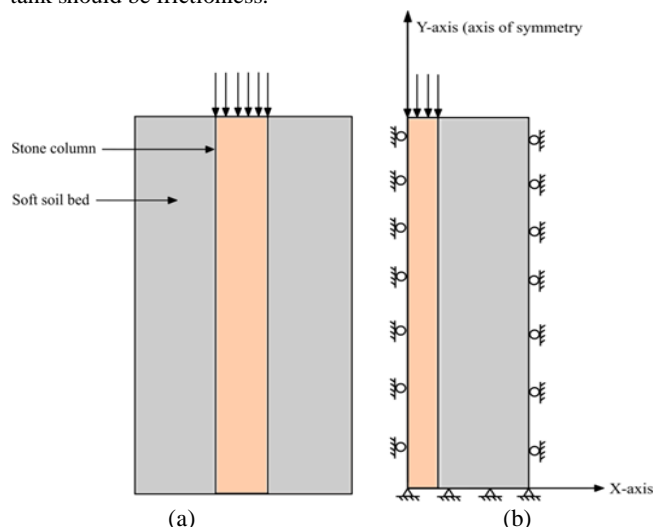 tank should be frictionless.
Y-axis (axis of symmetry
Stone column
Soft soil bed
X-axis
(a) (b)